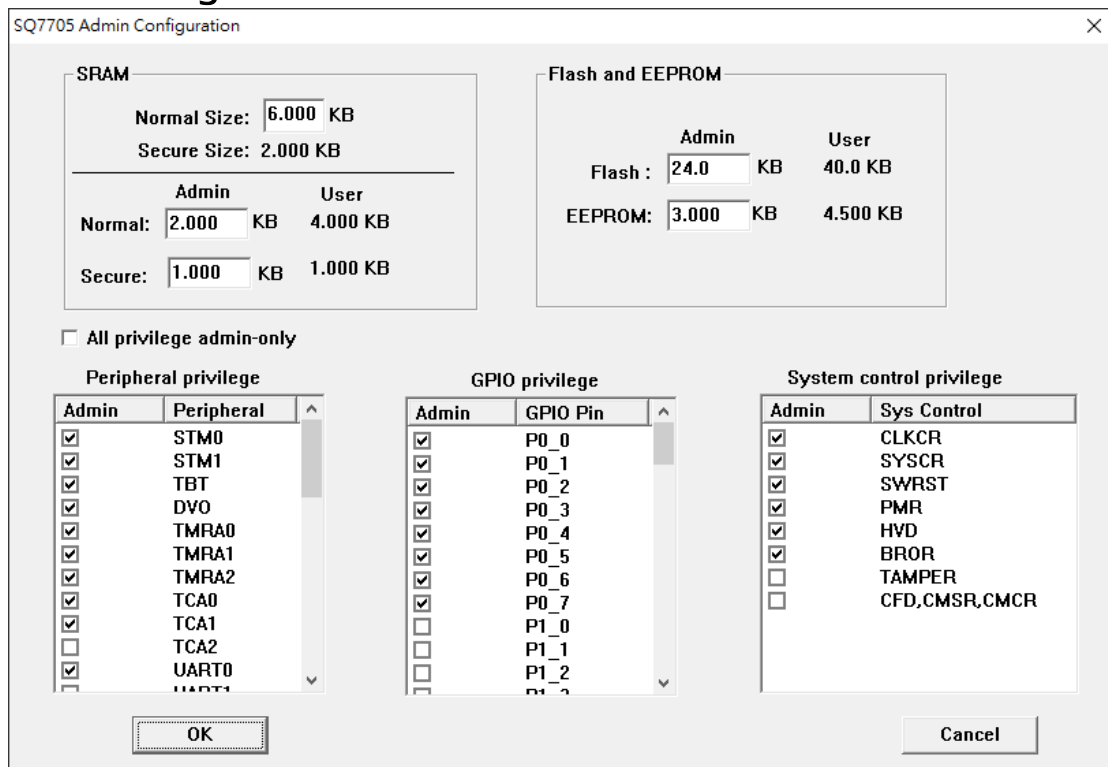 SQ7705 Admin Configuration
SRAM
Normal Size: 6.000 KB
Secure Size: 2.000 KB
Admin User
Normal: 2.000 KB 4.000 KB
Secure: 1.000 KB 1.000 KB
Flash and EEPROM
Admin User
Flash : 24.0 KB 40.0 KB
EEPROM: 3.000 KB 4.500 KB
All privilege admin-only
Peripheral privilege
Admin Peripheral
STM0
STM1
TBT
DVO
TMRA0
TMRA1
TMRA2
TCA0
TCA1
TCA2
UART0
GPIO privilege
Admin GPIO Pin
P0_0
P0_1
P0_2
P0_3
P0_4
P0_5
P0_6
P0_7
P1_0
P1_1
P1_2
System control privilege
Admin Sys Control
CLKCR
SYSCR
SWRST
PMR
HVD
BROR
TAMPER
CFD,CMSR,CMCR
OK
Cancel